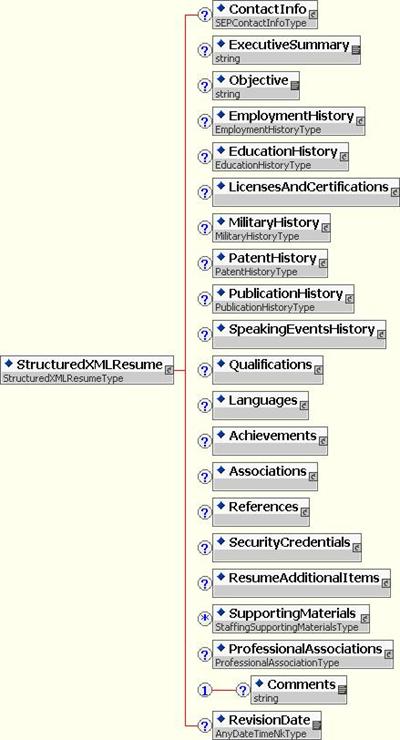 ? ContactInfo
SEPContactInfoType
? ExecutiveSummary
string
? Objective
string
? EmploymentHistory
EmploymentHistoryType
? EducationHistory
EducationHistoryType
? LicensesAndCertifications
? MilitaryHistory
MilitaryHistoryType
? PatentHistory
PatentHistoryType
? PublicationHistory
PublicationHistoryType
? SpeakingEventsHistory
StructuredXMLResume
StructuredXMLResumeType
? Qualifications
? Languages
? Achievements
? Associations
? References
? SecurityCredentials
? ResumeAdditionalItems
* SupportingMaterials
StaffingSupportingMaterialsType
? ProfessionalAssociations
ProfessionalAssociationType
1 ? Comments
string
? RevisionDate
AnyDateTimeNkType